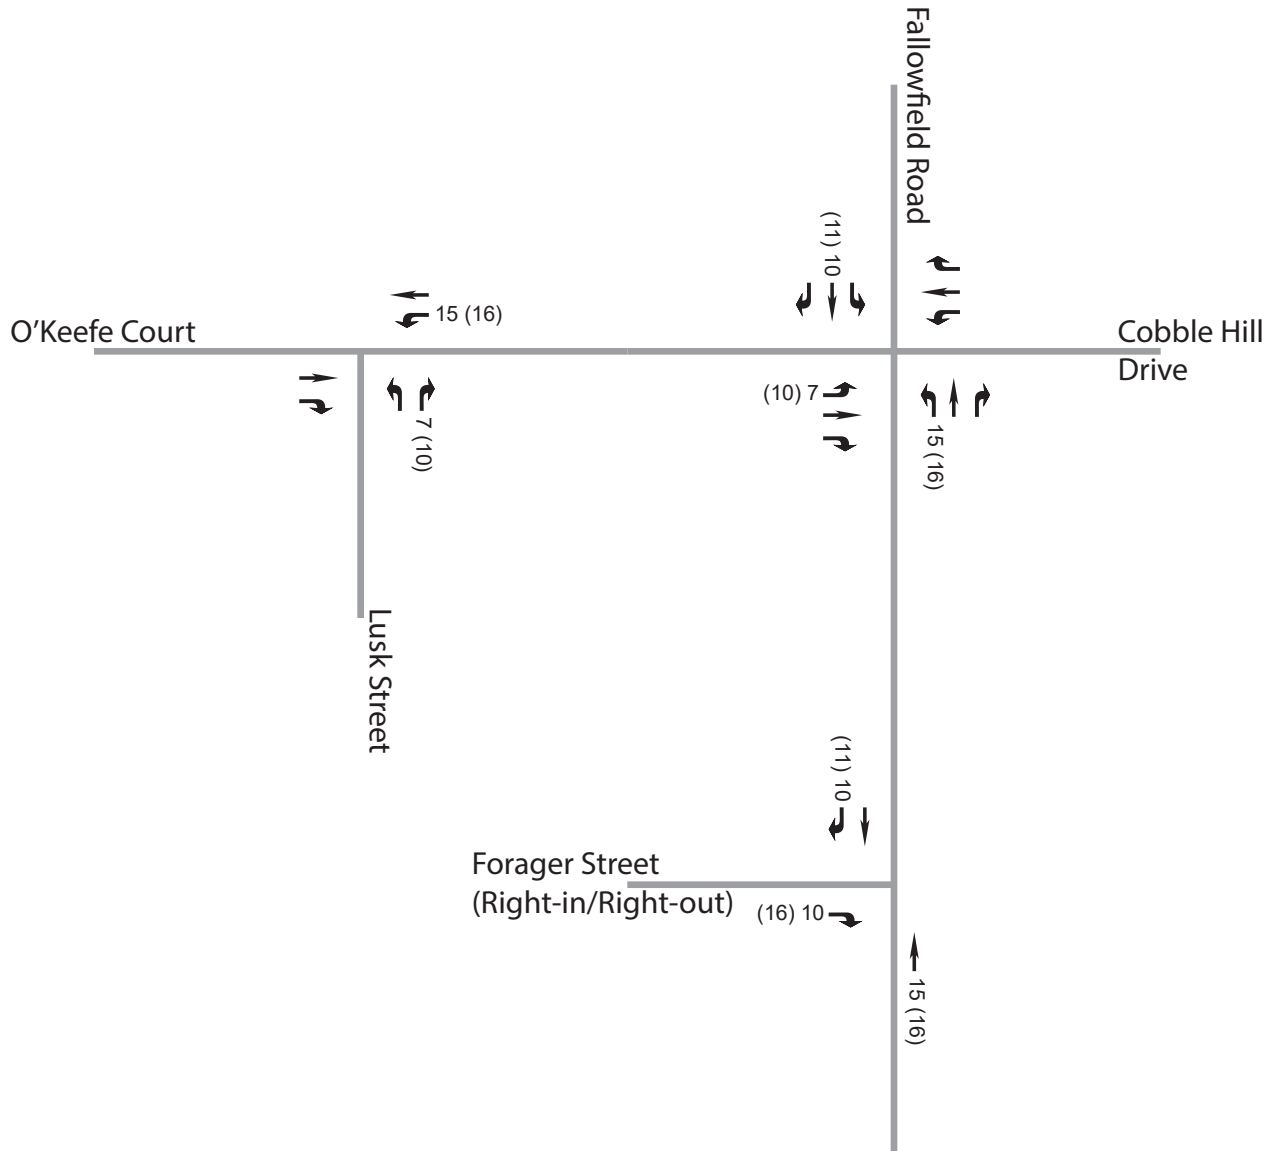 Fallowfield Road
(11) 10
15 (16)
O'Keefe Court
Cobble Hill
Drive
(10) 7
7 (10)
15 (16)
Lusk Street
(11) 10
Forager Street
(Right-in/Right-out)
(16) 10
15 (16)